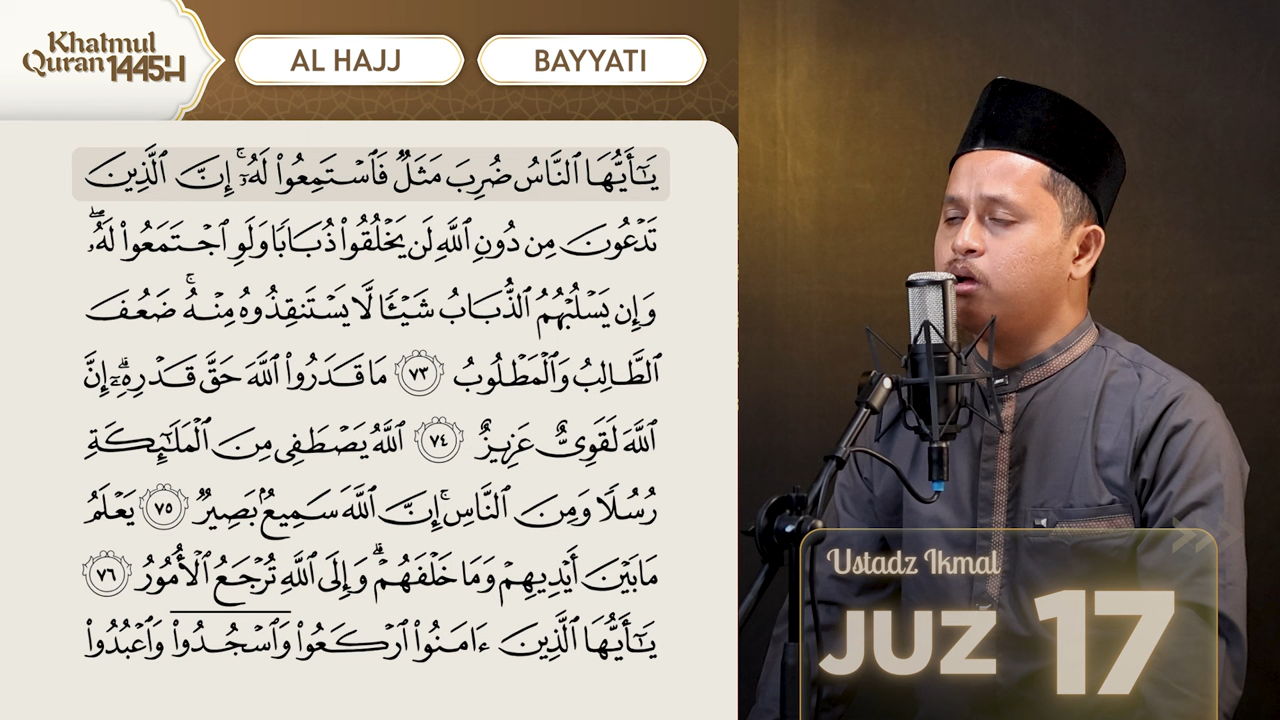 Khatmul
Quran 1445H
AL HAJJ
BAYYATI
يَـٰٓأَيُّهَا ٱلنَّاسُ ضُرِبَ مَثَلٌ فَٱسْتَمِعُوا۟ لَهُۥٓ ۚ إِنَّ ٱلَّذِينَ
تَدْعُونَ مِن دُونِ ٱللَّهِ لَن يَخْلُقُوا۟ ذُبَابًا وَلَوِ ٱجْتَمَعُوا۟ لَهُۥ ۖ
وَإِن يَسْلُبْهُمُ ٱلذُّبَابُ شَيْـًٔا لَّا يَسْتَنقِذُوهُ مِنْهُ ۚ ضَعُفَ
ٱلطَّالِبُ وَٱلْمَطْلُوبُ ٧٣ مَا قَدَرُوا۟ ٱللَّهَ حَقَّ قَدْرِهِۦٓ ۗ إِنَّ
ٱللَّهَ لَقَوِىٌّ عَزِيزٌ ٧٤ ٱللَّهُ يَصْطَفِى مِنَ ٱلْمَلَـٰٓئِكَةِ
رُسُلًا وَمِنَ ٱلنَّاسِ ۚ إِنَّ ٱللَّهَ سَمِيعٌۢ بَصِيرٌ ٧٥ يَعْلَمُ
مَا بَيْنَ أَيْدِيهِمْ وَمَا خَلْفَهُمْ ۗ وَإِلَى ٱللَّهِ تُرْجَعُ ٱلْأُمُورُ ٧٦
يَـٰٓأَيُّهَا ٱلَّذِينَ ءَامَنُوا۟ ٱرْكَعُوا۟ وَٱسْجُدُوا۟ وَٱعْبُدُوا۟
Ustadz Ikmal
JUZ 17